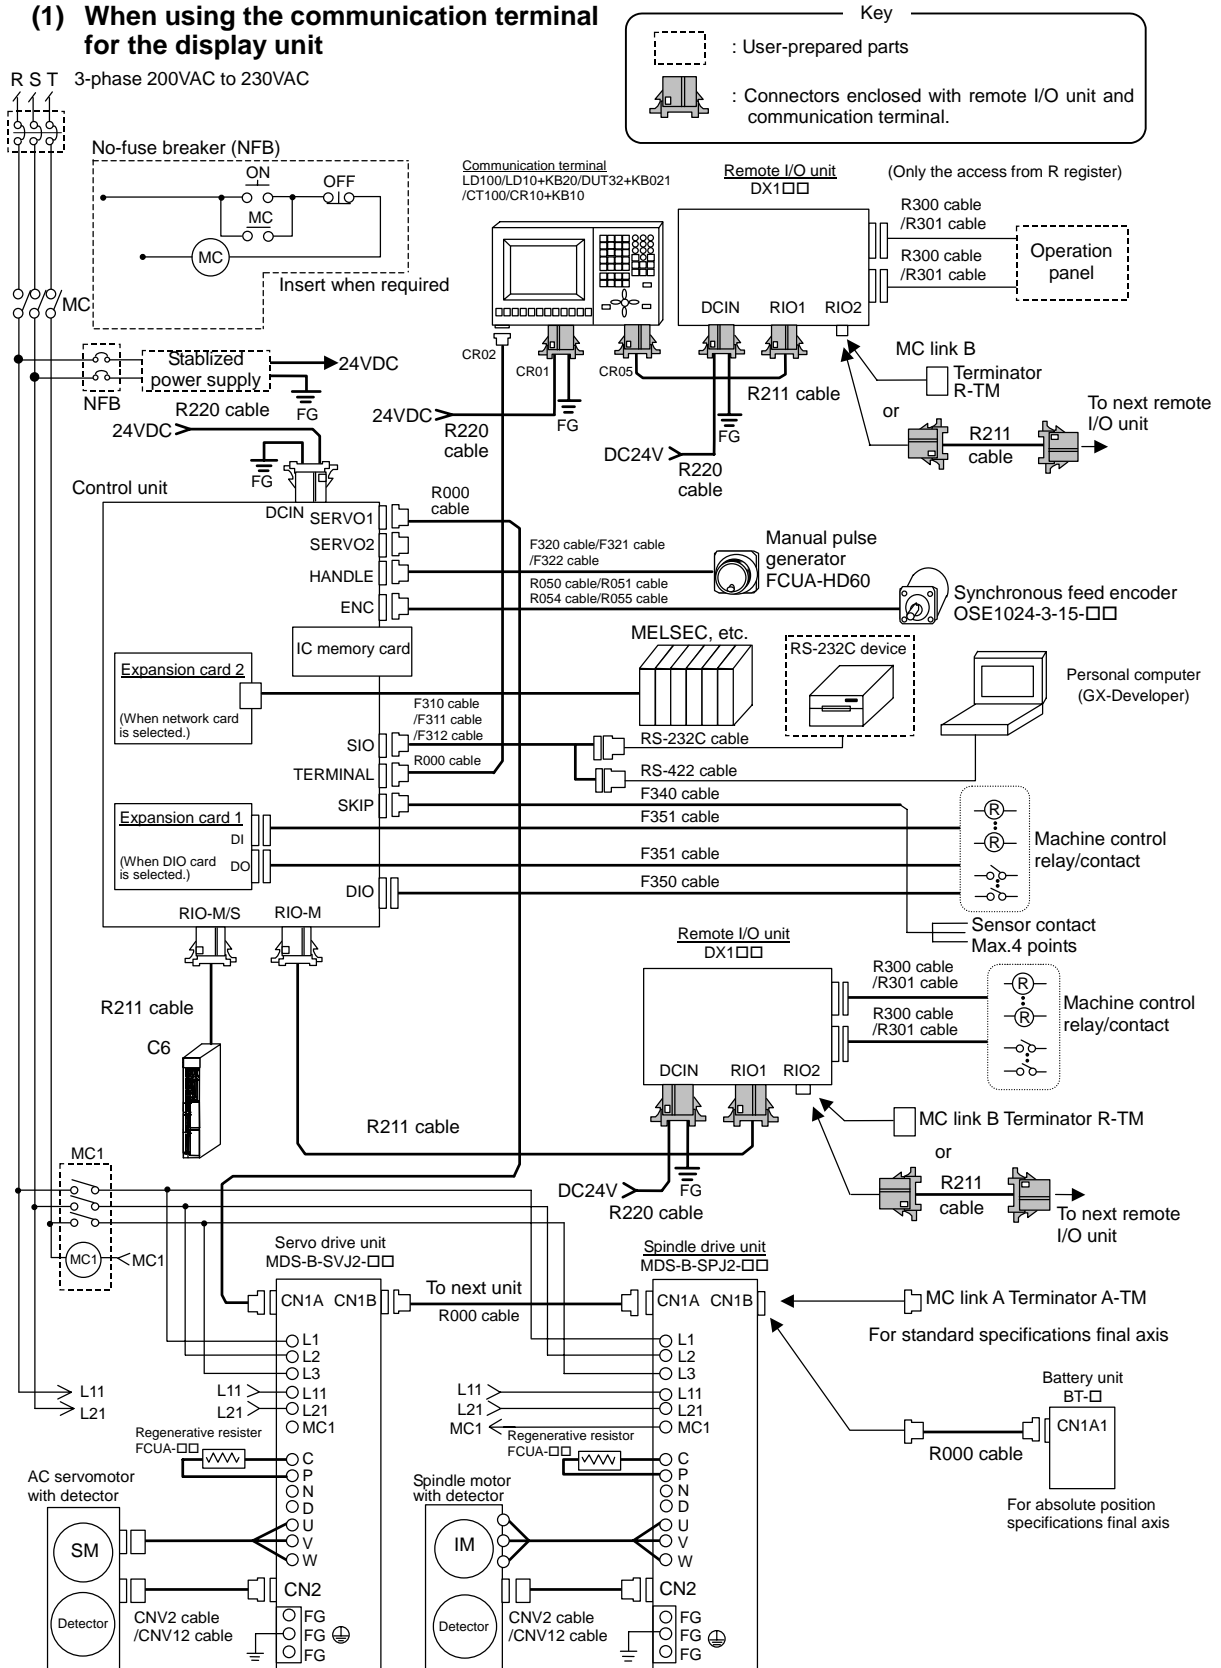 (1) When using the communication terminal
for the display unit
Key
: User-prepared parts
: Connectors enclosed with remote I/O unit and
communication terminal.
R S T 3-phase 200VAC to 230VAC
No-fuse breaker (NFB)
ON
OFF
MC
MC
Insert when required
MC
Communication terminal
LD100/LD10+KB20/DUT32+KB021
/CT100/CR10+KB10
Remote I/O unit
DX1□□
(Only the access from R register)
R300 cable
/R301 cable
R300 cable
/R301 cable
Operation
panel
DCIN RIO1 RIO2
CR02
CR01
CR05
R211 cable
MC link B
Terminator
R-TM
or
R211
cable
To next remote
I/O unit
Stablized
power supply
24VDC
NFB
FG
R220 cable
24VDC
FG
24VDC
R220
cable
FG
DC24V
R220
cable
FG
Control unit
DCIN
R000
cable
SERVO1
SERVO2
HANDLE
ENC
F320 cable/F321 cable
/F322 cable
R050 cable/R051 cable
R054 cable/R055 cable
Manual pulse
generator
FCUA-HD60
Synchronous feed encoder
OSE1024-3-15-□□
IC memory card
MELSEC, etc.
RS-232C device
Personal computer
(GX-Developer)
Expansion card 2
(When network card
is selected.)
F310 cable
/F311 cable
/F312 cable
SIO
RS-232C cable
R000 cable
TERMINAL
RS-422 cable
SKIP
F340 cable
Expansion card 1
DI
(When DIO card
is selected.)
DO
F351 cable
F351 cable
F350 cable
DIO
R
R
Machine control
relay/contact
Sensor contact
Max.4 points
RIO-M/S RIO-M
Remote I/O unit
DX1□□
R300 cable
/R301 cable
R300 cable
/R301 cable
R
R
Machine control
relay/contact
R211 cable
C6
DCIN RIO1 RIO2
R211 cable
MC link B Terminator R-TM
or
R211
cable
To next remote
I/O unit
DC24V
FG
R220 cable
MC1
MC1
MC1
Servo drive unit
MDS-B-SVJ2-□□
Spindle drive unit
MDS-B-SPJ2-□□
To next unit
R000 cable
CN1A CN1B
CN1A CN1B
MC link A Terminator A-TM
For standard specifications final axis
L1
L2
L3
L11
L21
MC1
L11
L21
L11
L21
L1
L2
L3
L11
L21
MC1
L11
L21
MC1
Battery unit
BT-□
CN1A1
R000 cable
For absolute position
specifications final axis
Regenerative resister
FCUA-□□
Regenerative resistor
FCUA-□□
C
P
N
D
U
V
W
C
P
N
D
U
V
W
AC servomotor
with detector
SM
Detector
Spindle motor
with detector
IM
Detector
CN2
CN2
CNV2 cable
/CNV12 cable
CNV2 cable
/CNV12 cable
FG
FG
FG
FG
FG
FG